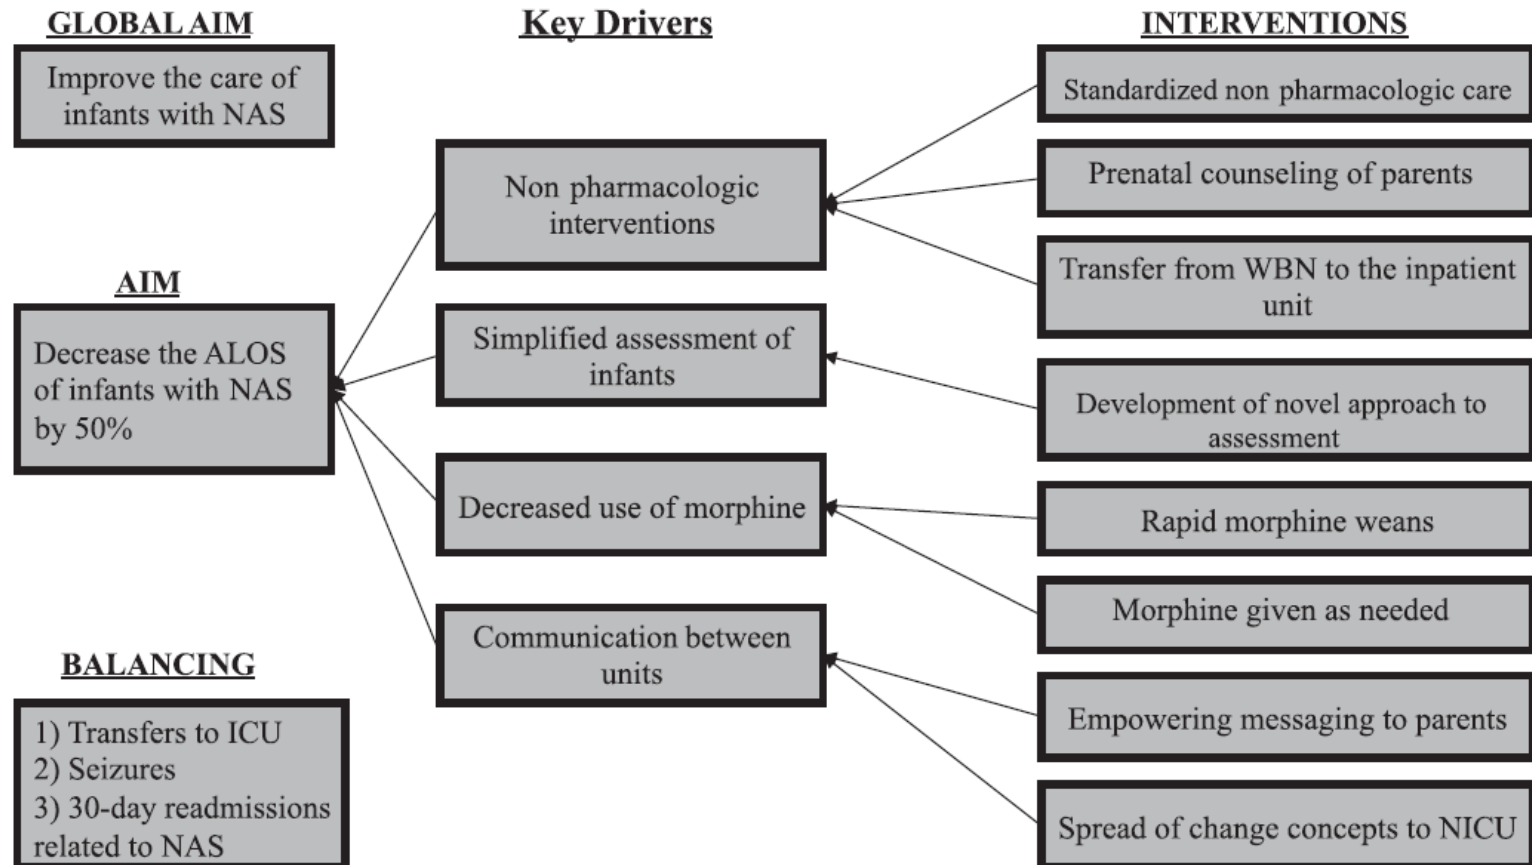 GLOBAL AIM
Improve the care of
infants with NAS
AIM
Decrease the ALOS
of infants with NAS
by 50%
BALANCING
1) Transfers to ICU
2) Seizures
3) 30-day readmissions
related to NAS
Key Drivers
Non pharmacologic
interventions
Simplified assessment of
infants
Decreased use of morphine
Communication between
units
INTERVENTIONS
Standardized non pharmacologic care
Prenatal counseling of parents
Transfer from WBN to the inpatient
unit
Development of novel approach to
assessment
Rapid morphine weans
Morphine given as needed
Empowering messaging to parents
Spread of change concepts to NICU